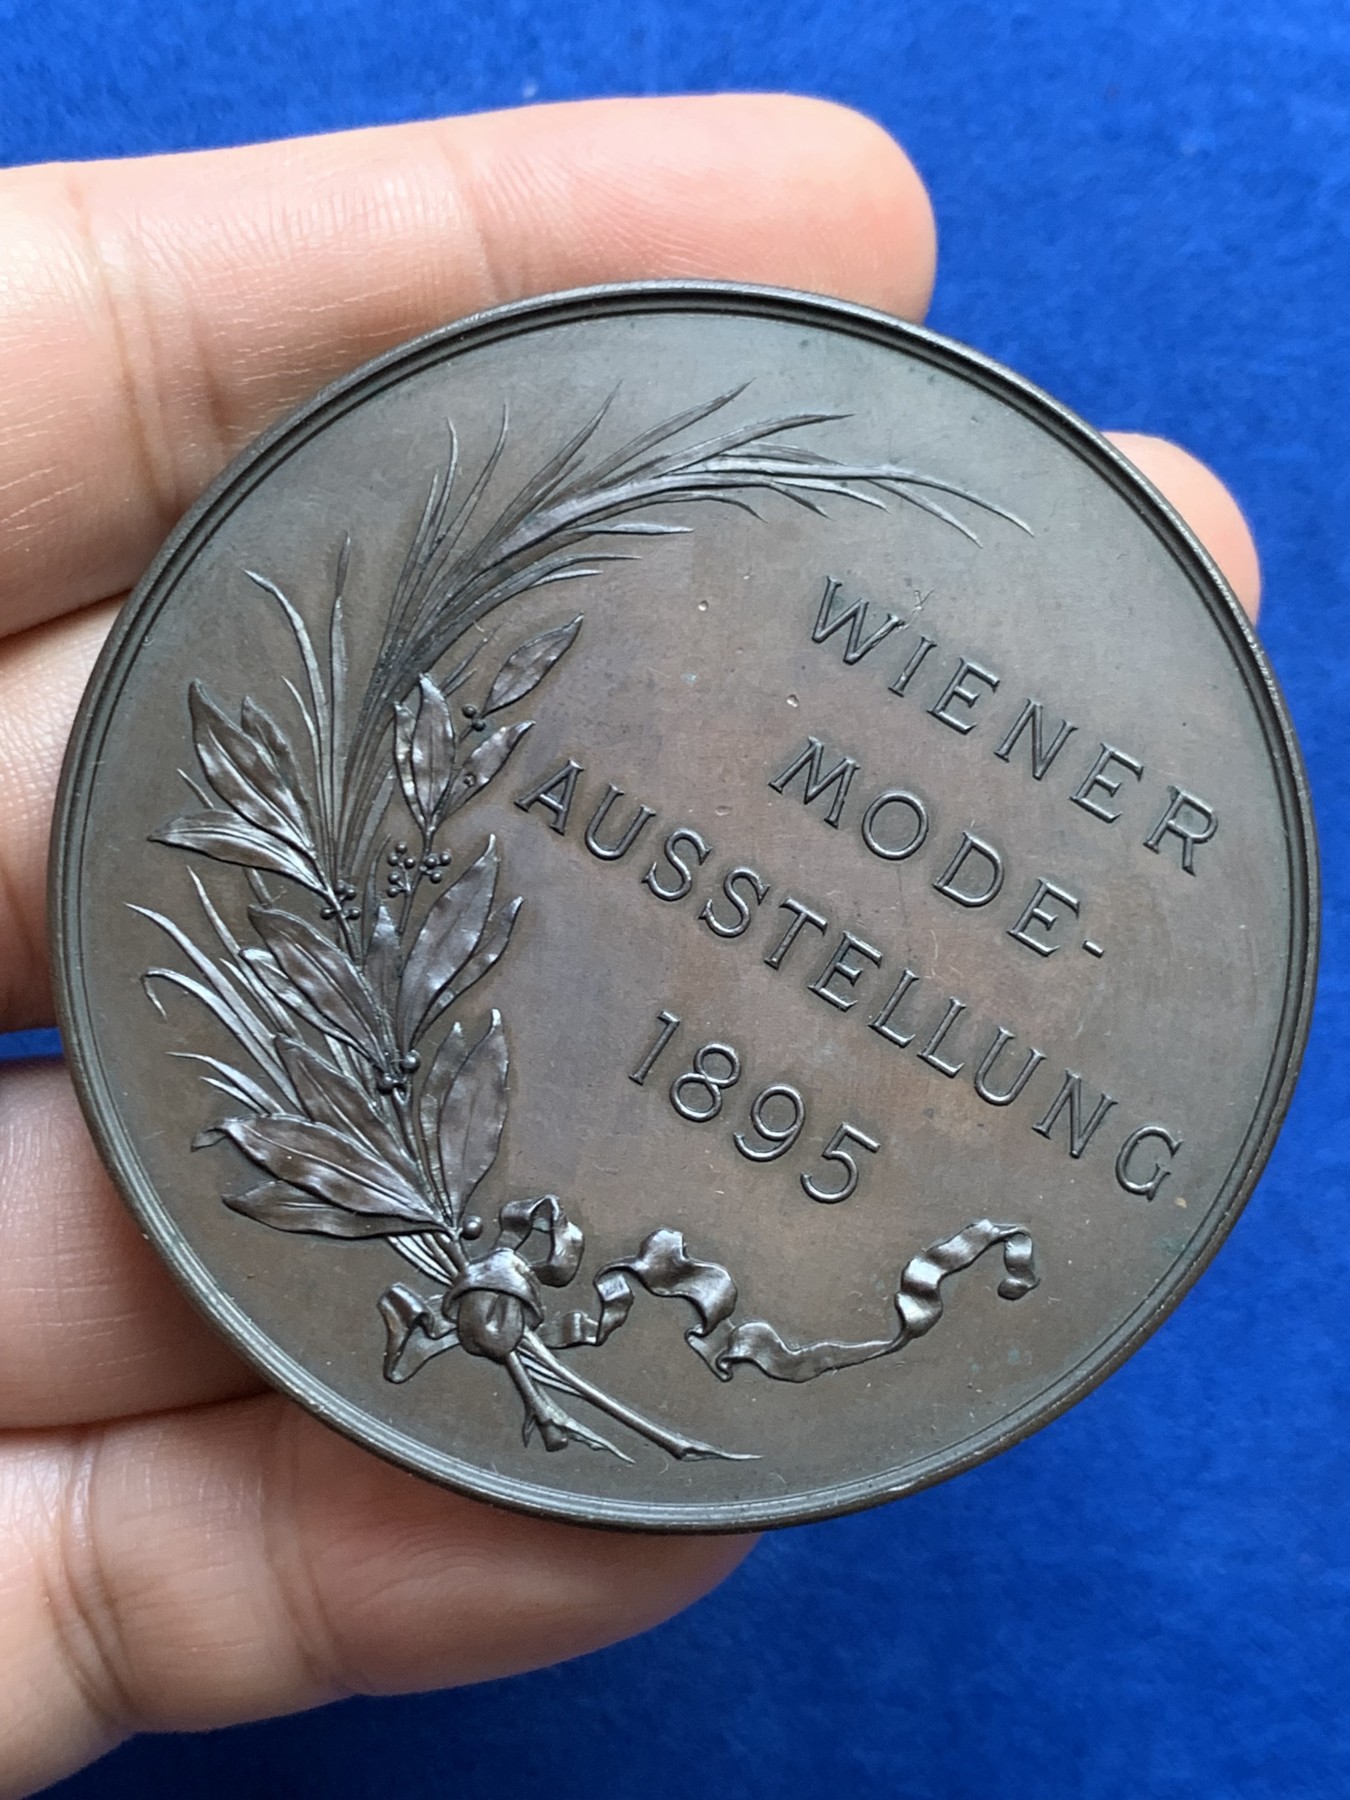 WIENER
MODE-
AUSSTELLUNG
1895